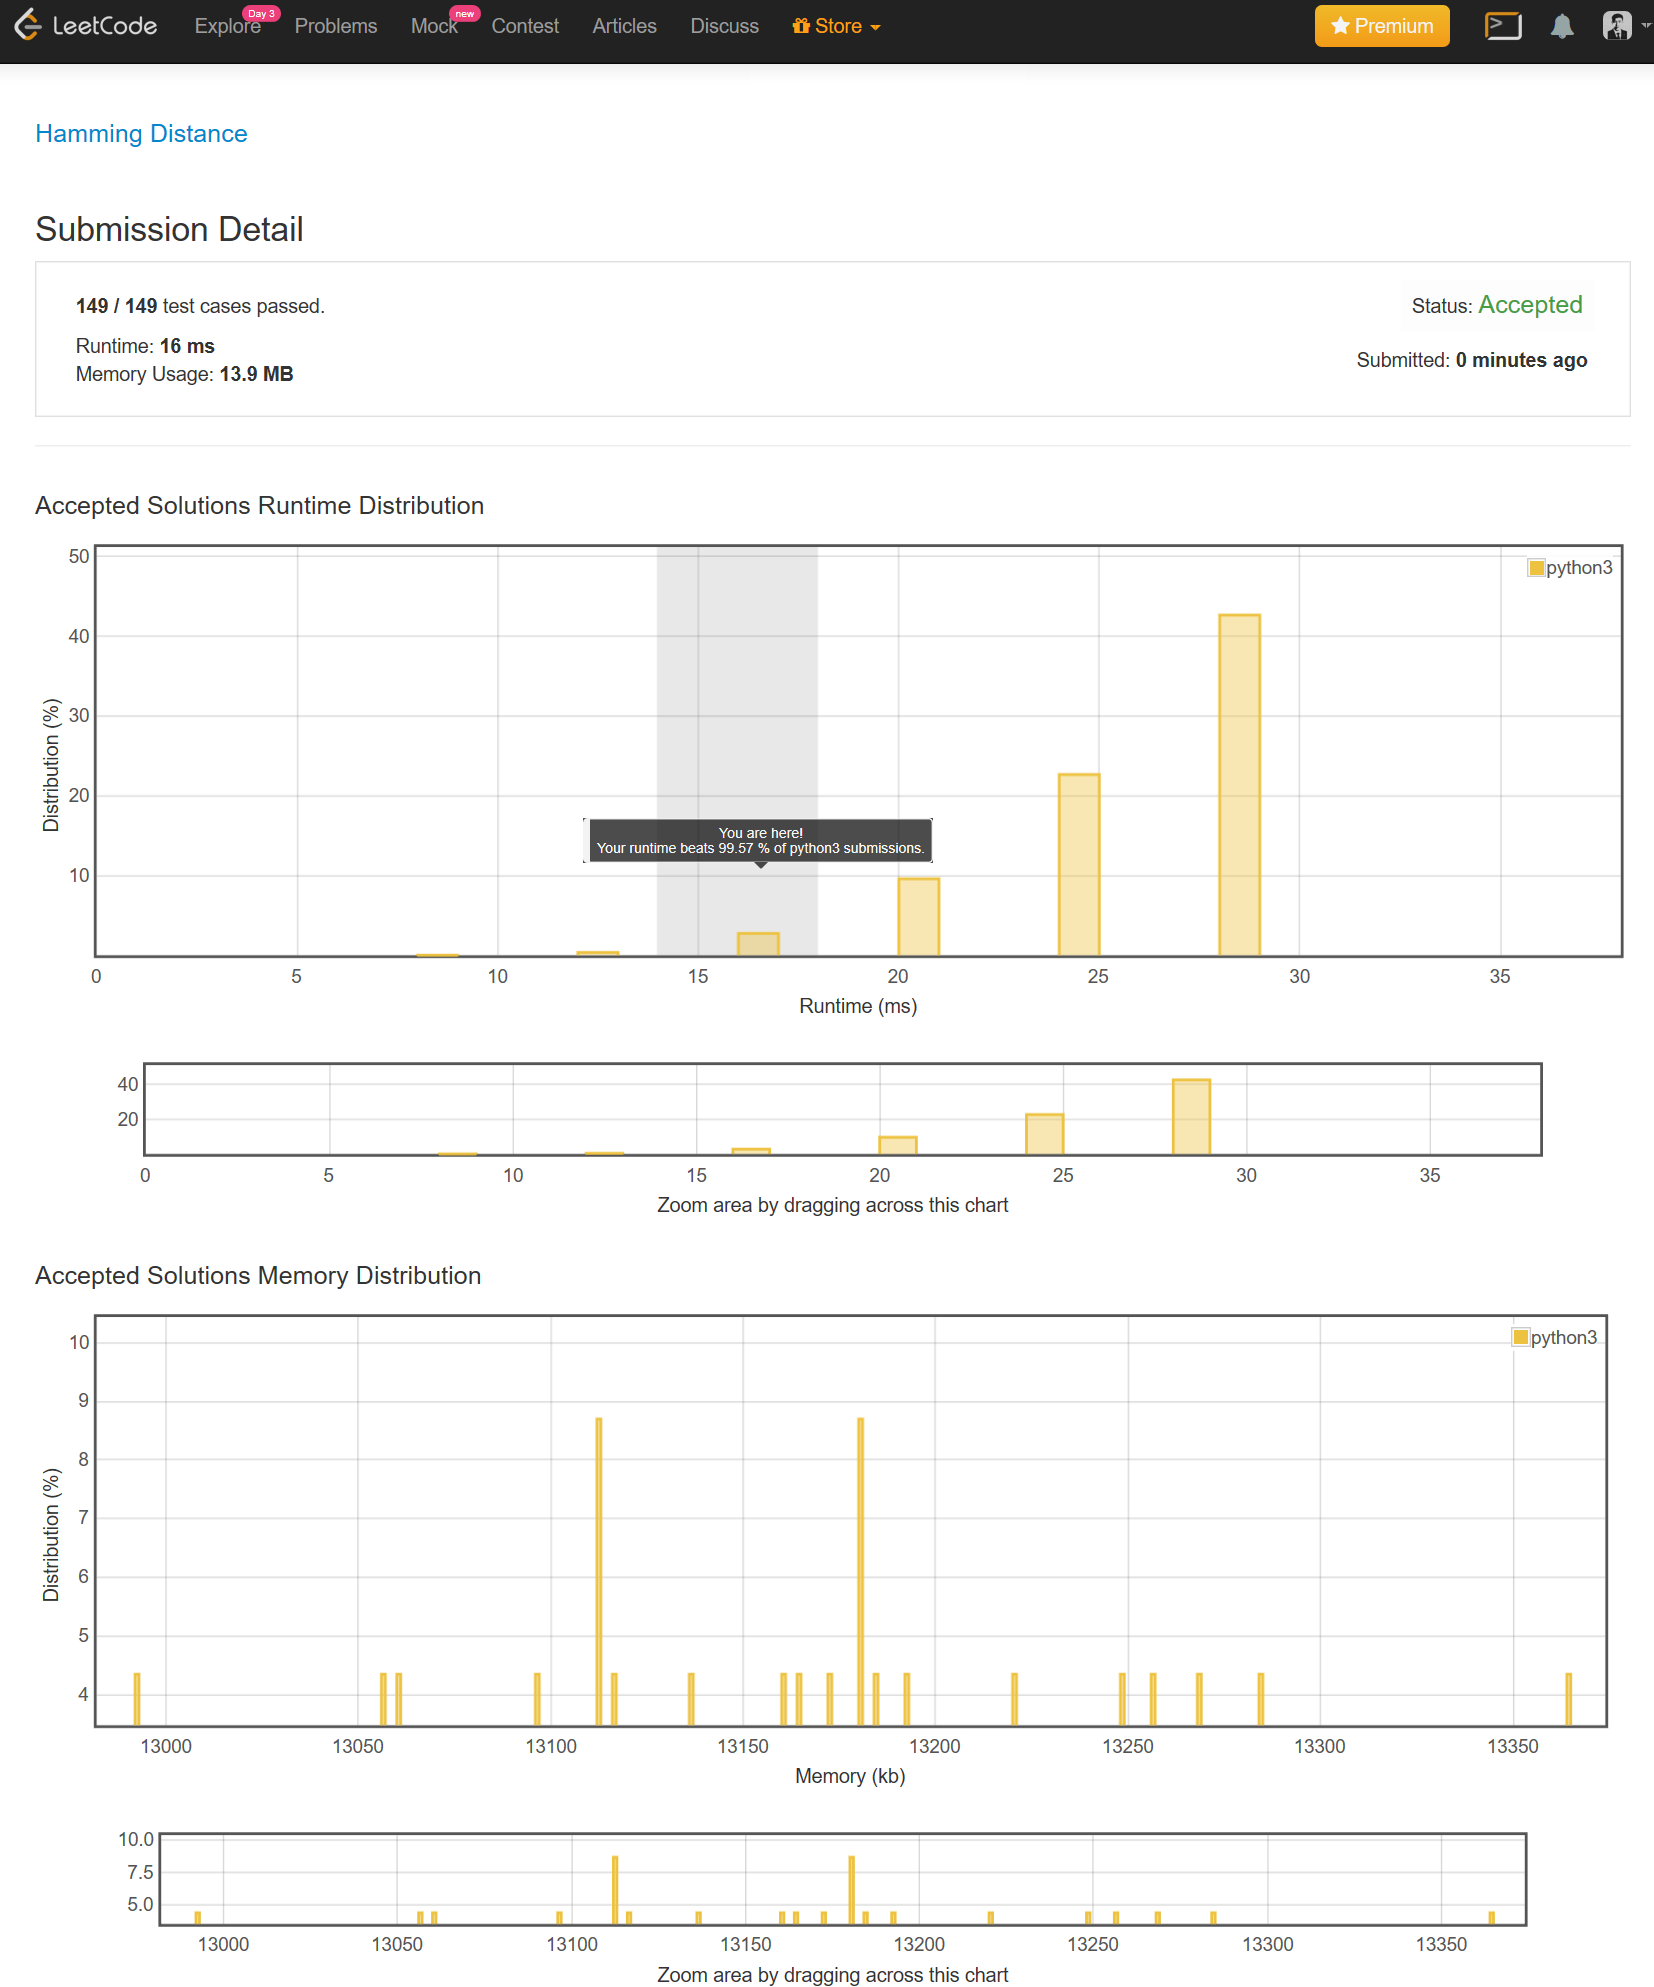 LeetCode Explore Day 3 Problems Mock new Contest Articles Discuss Store Premium
Hamming Distance
Submission Detail
149 / 149 test cases passed.
Status: Accepted
Runtime: 16 ms
Submitted: 0 minutes ago
Memory Usage: 13.9 MB
Accepted Solutions Runtime Distribution
50
python3
40
30
20
10
Distribution (%)
You are here!
Your runtime beats 99.57 % of python3 submissions.
0 5 10 15 20 25 30 35
Runtime (ms)
40
20
0 5 10 15 20 25 30 35
Zoom area by dragging across this chart
Accepted Solutions Memory Distribution
10
python3
9
8
7
6
5
4
Distribution (%)
13000 13050 13100 13150 13200 13250 13300 13350
Memory (kb)
10.0
7.5
5.0
13000 13050 13100 13150 13200 13250 13300 13350
Zoom area by dragging across this chart